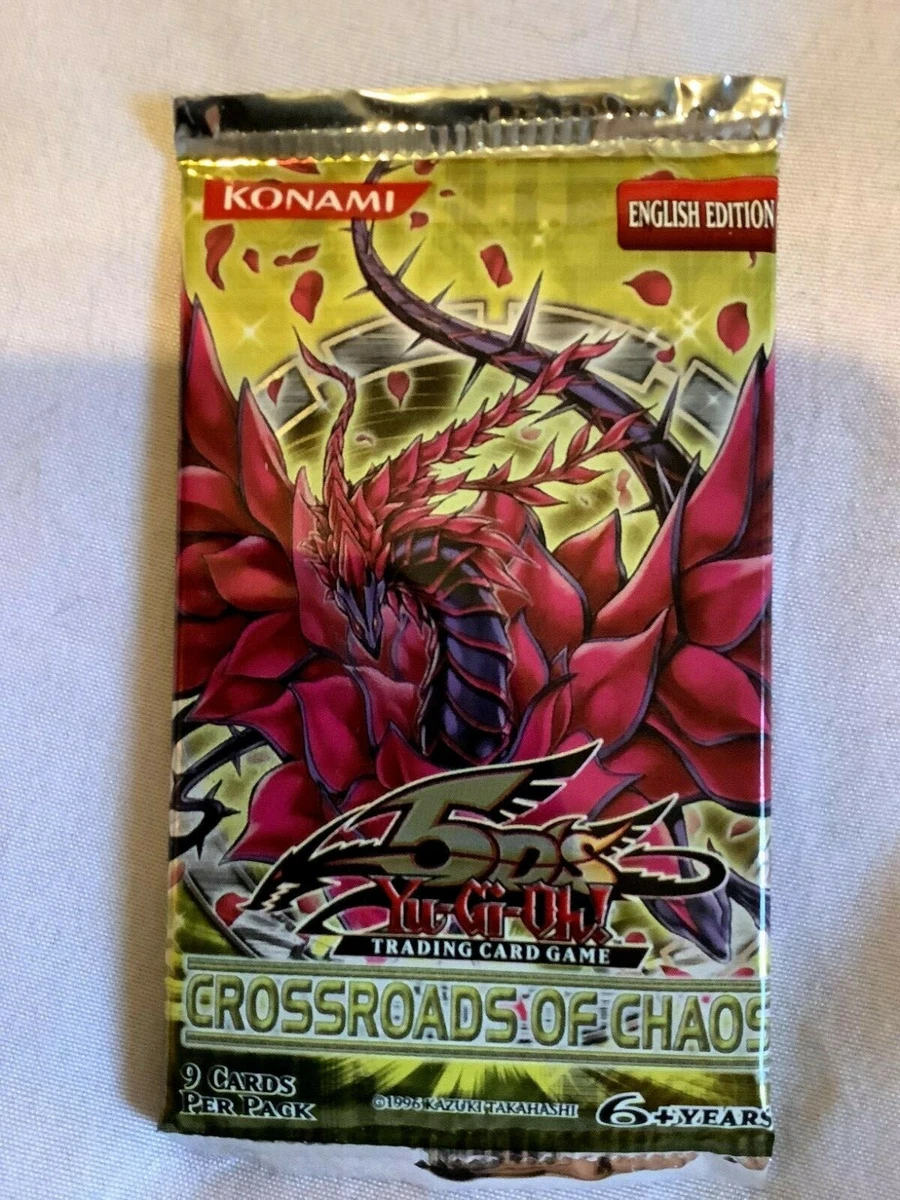 KONAMI
ENGLISH EDITION
5D's
Yu-Gi-Oh!
TRADING CARD GAME
CROSSROADS OF CHAOS
9 CARDS
PER PACK
©1996 KAZUKI TAKAHASHI
6+YEARS